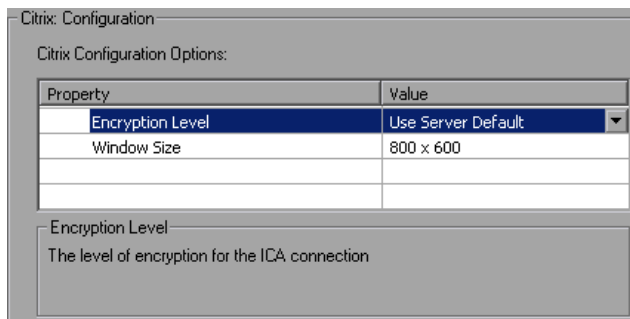 Citrix: Configuration
Citrix Configuration Options:
Property Value
Encryption Level Use Server Default
Window Size 800 x 600
Encryption Level
The level of encryption for the ICA connection